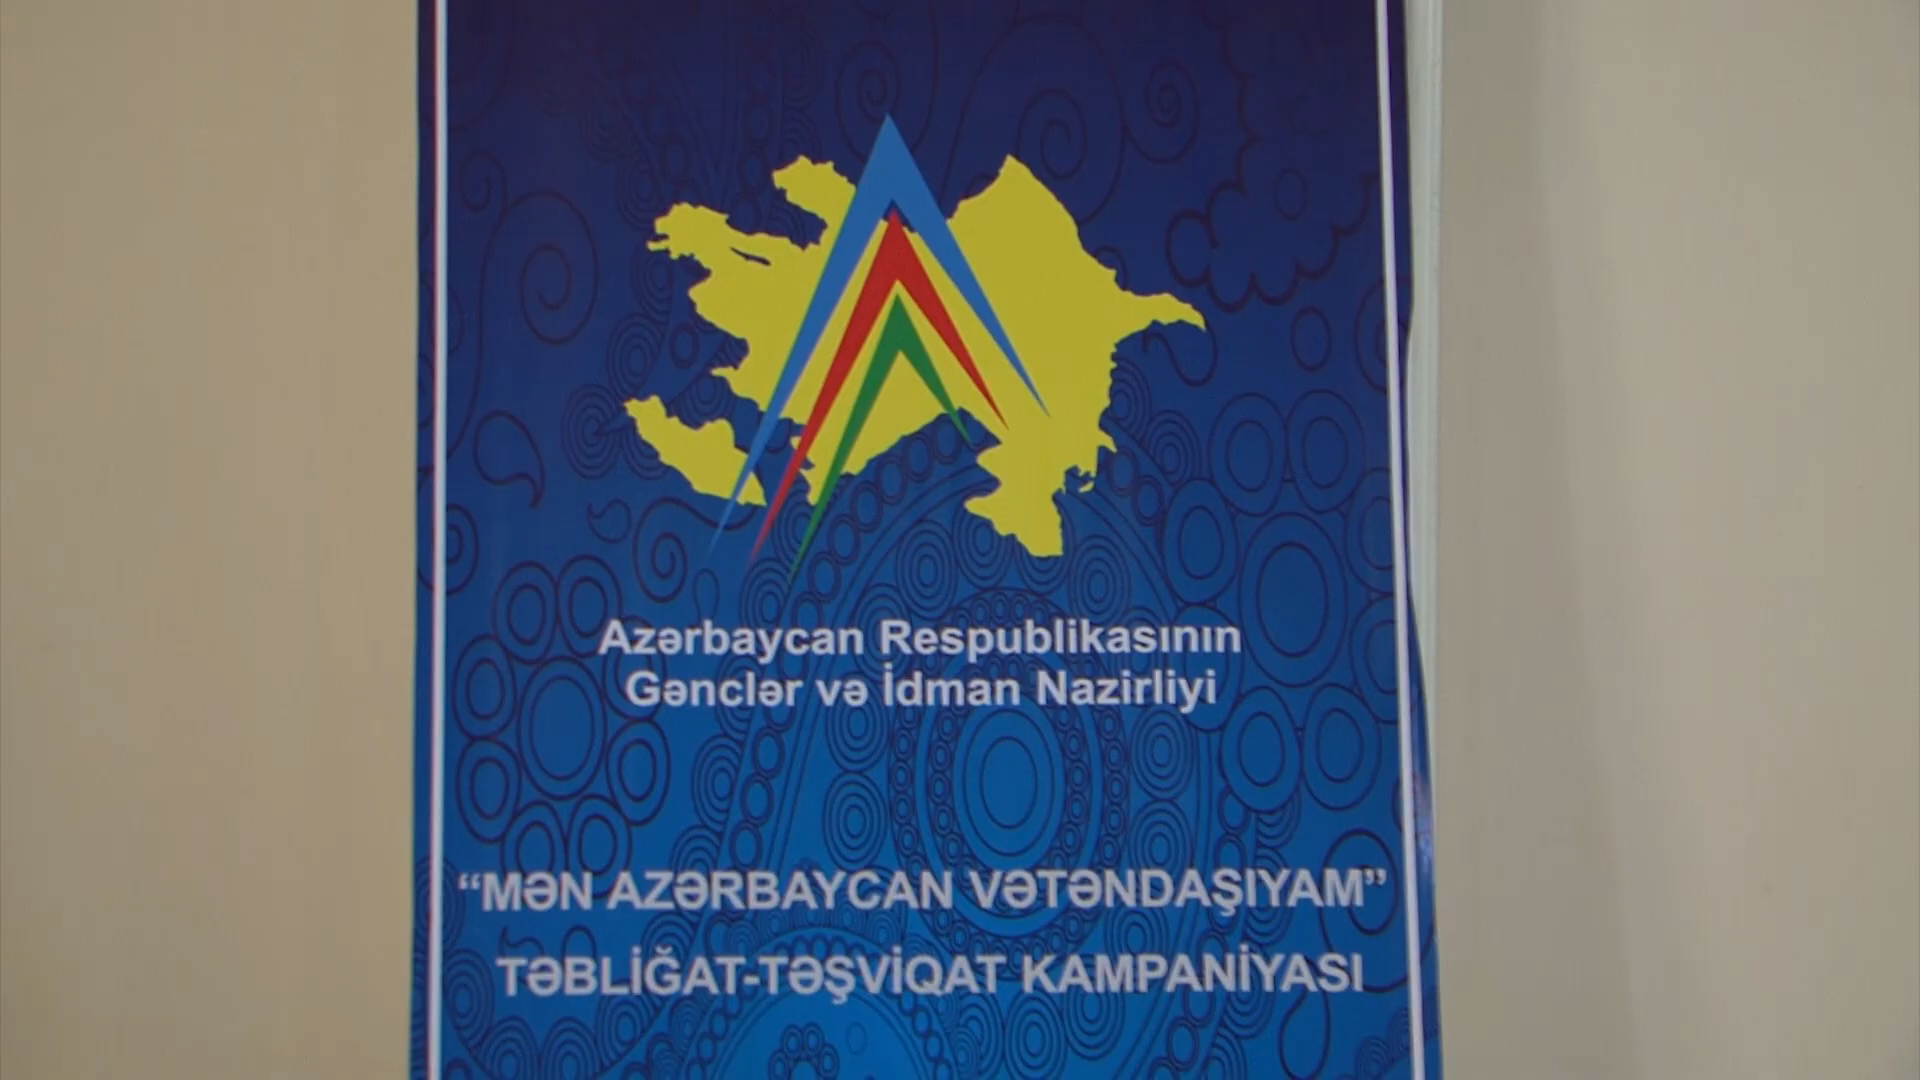 Azərbaycan Respublikasının
Gənclər və İdman Nazirliyi
“MƏN AZƏRBAYCAN VƏTƏNDAŞIYAM”
TƏBLİĞAT-TƏŞVİQAT KAMPANİYASI